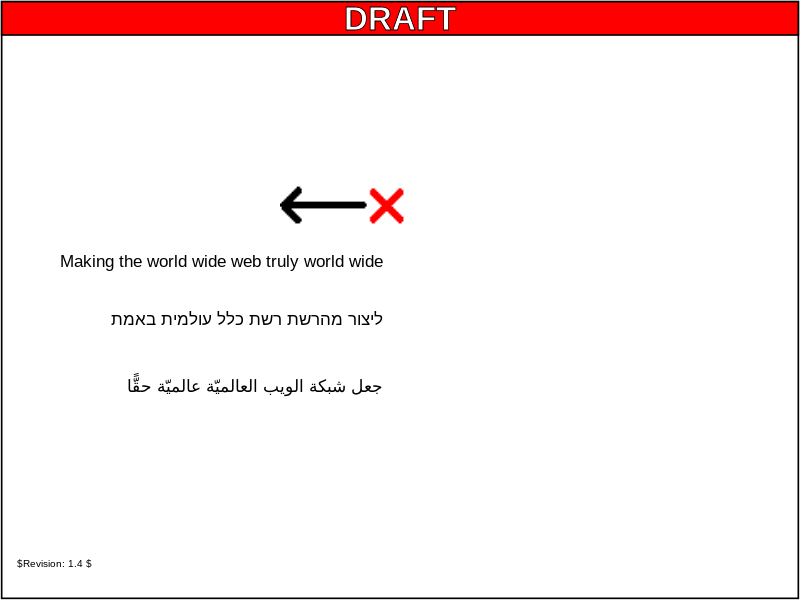 DRAFT
Making the world wide web truly world wide
ליצור מהרשת רשת כלל עולמית באמת
جعل شبكة الويب العالميّة عالميّة حقًّا
$Revision: 1.4 $